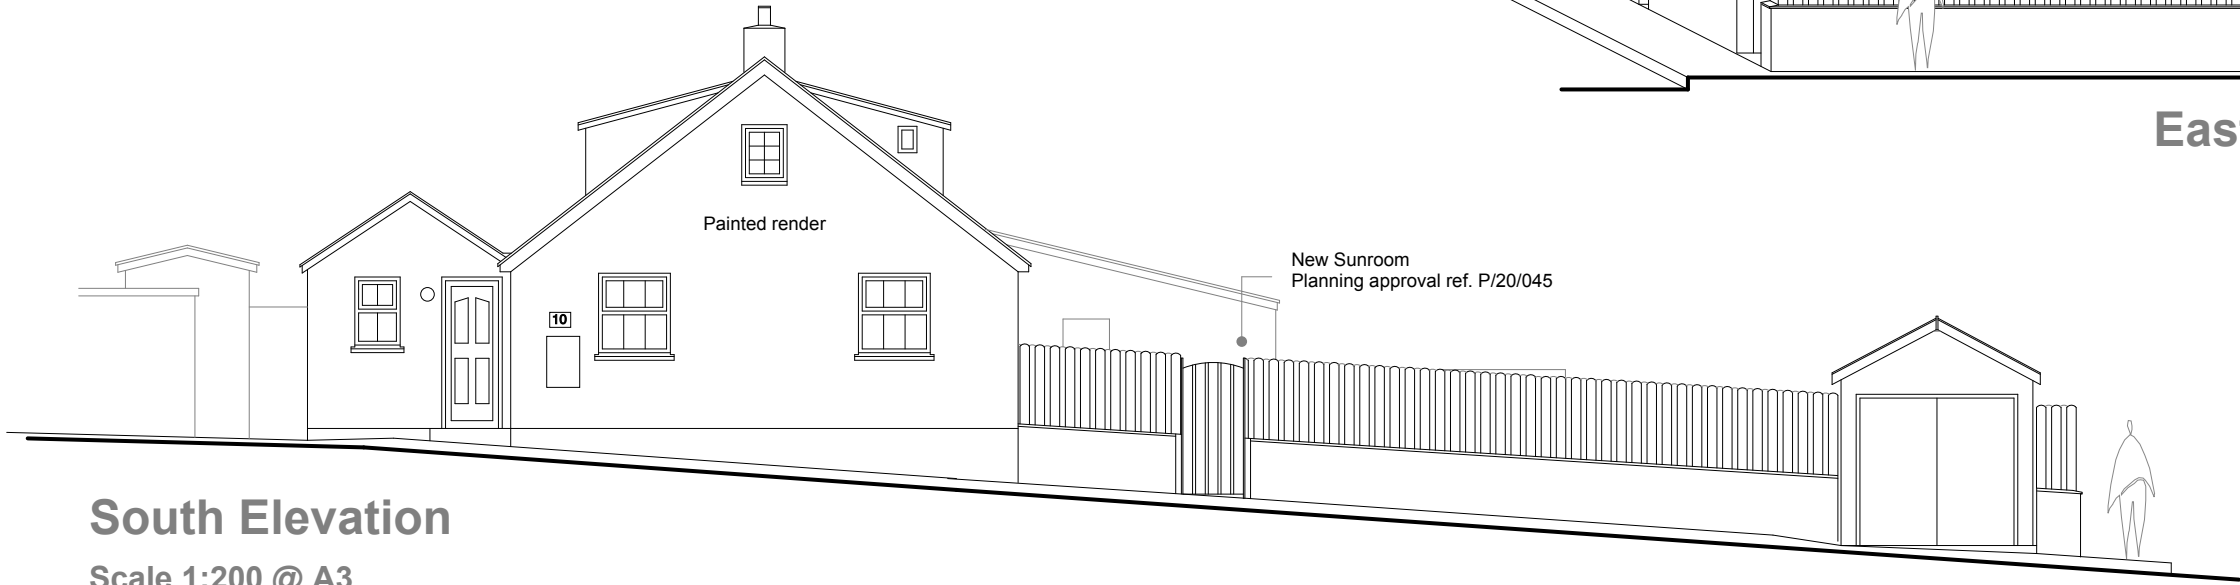 Eas
Painted render
New Sunroom
Planning approval ref. P/20/045
10
South Elevation
Scale 1:200 @ A3